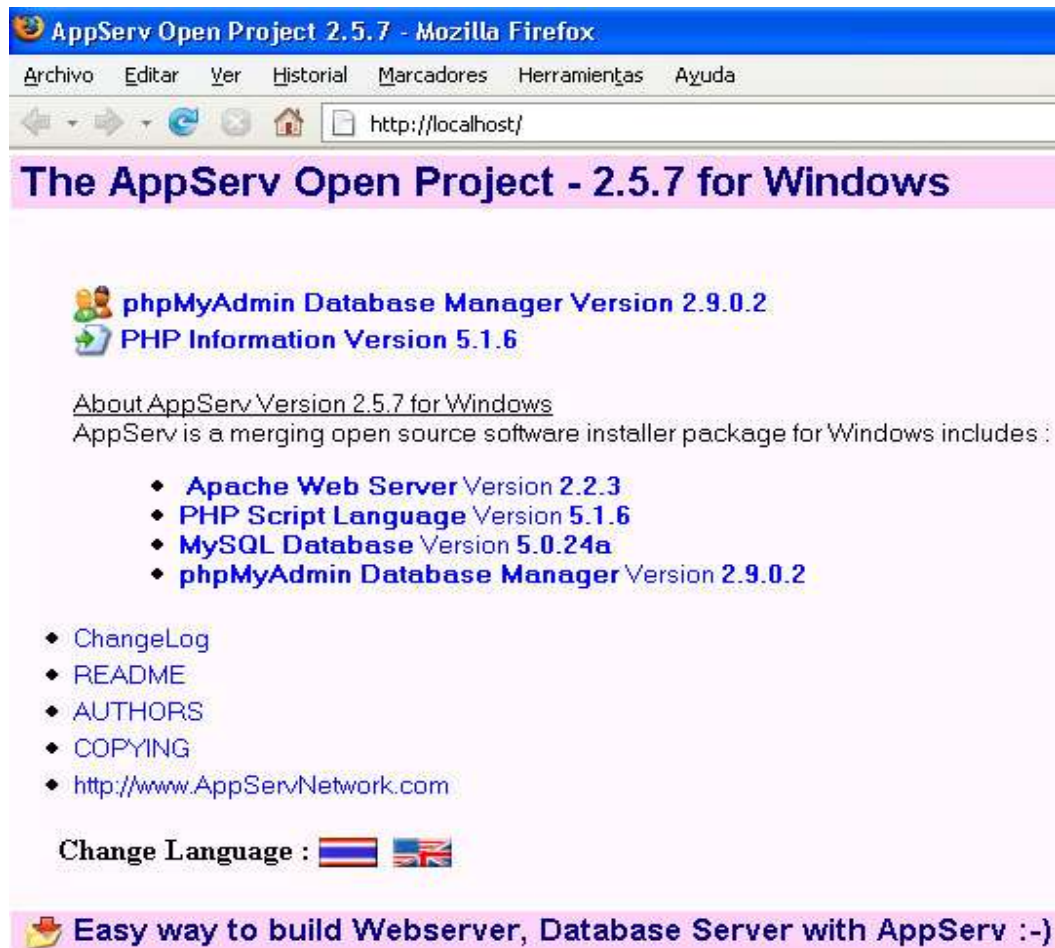 AppServ Open Project 2.5.7 - Mozilla Firefox
Archivo Editar Ver Historial Marcadores Herramientas Ayuda
http://localhost/
The AppServ Open Project - 2.5.7 for Windows
phpMyAdmin Database Manager Version 2.9.0.2
PHP Information Version 5.1.6
About AppServ Version 2.5.7 for Windows
AppServ is a merging open source software installer package for Windows includes :
Apache Web Server Version 2.2.3
PHP Script Language Version 5.1.6
MySQL Database Version 5.0.24a
phpMyAdmin Database Manager Version 2.9.0.2
ChangeLog
README
AUTHORS
COPYING
http://www.AppServNetwork.com
Change Language :
Easy way to build Webserver, Database Server with AppServ :-)